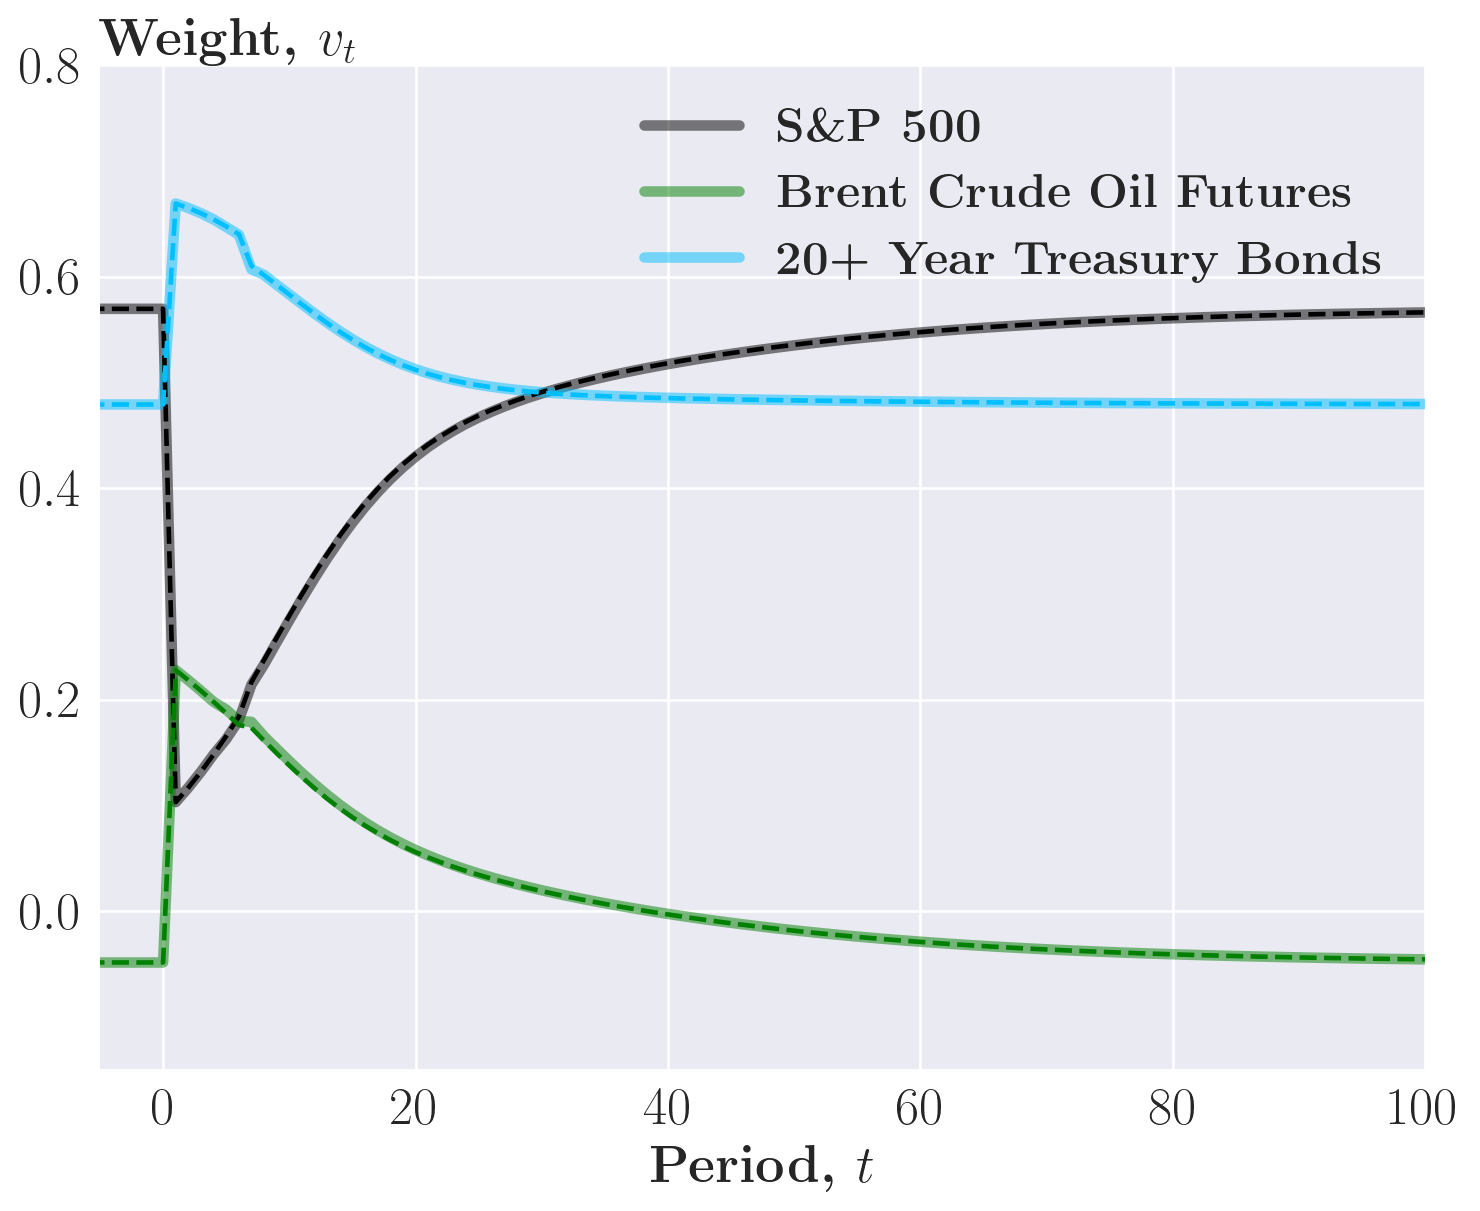 Weight, v_t
0.8
0.6
0.4
0.2
0.0
S&P 500
Brent Crude Oil Futures
20+ Year Treasury Bonds
0 20 40 60 80 100
Period, t